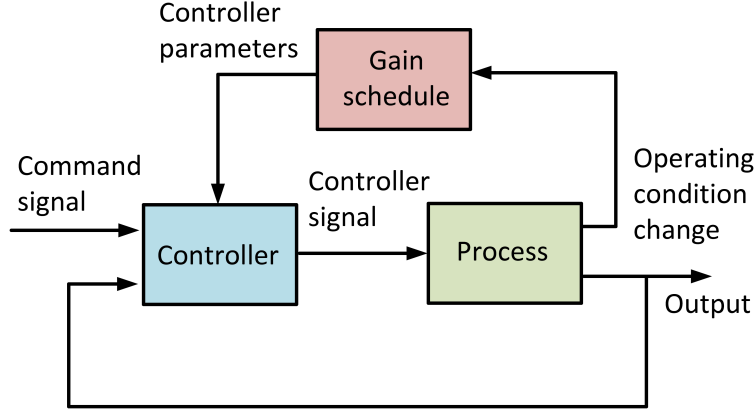 Controller
parameters
Gain
schedule
Command
signal
Controller
signal
Operating
condition
change
Controller
Process
Output